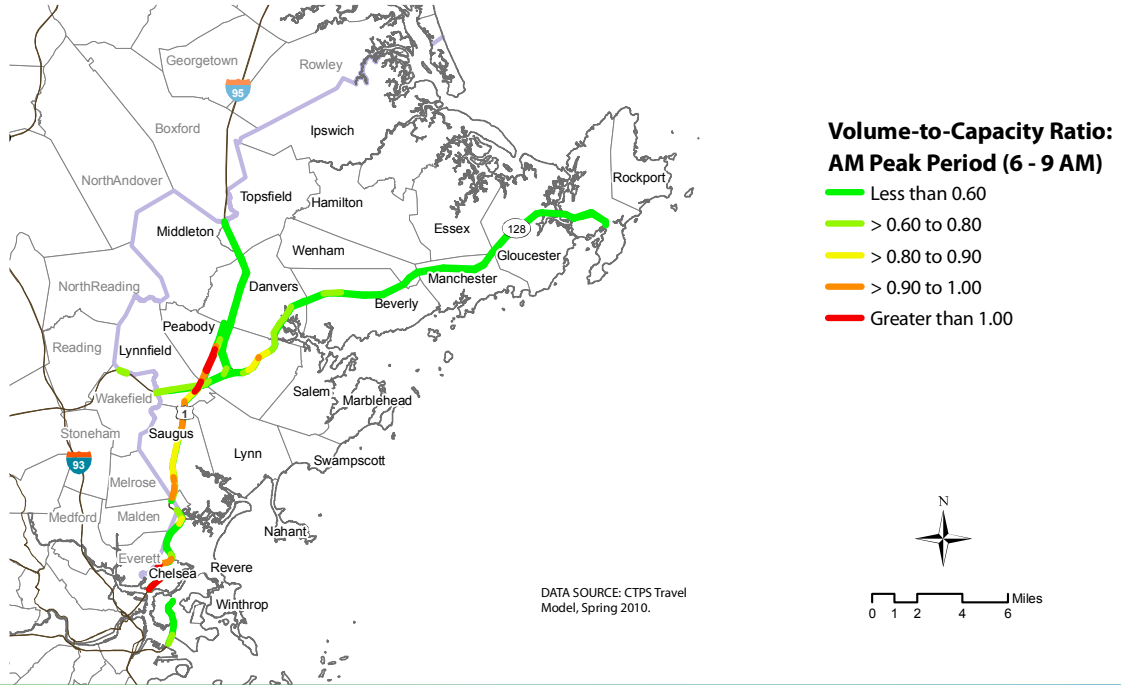 Georgetown
Rowley
95
Boxford
Ipswich
NorthAndover
Topsfield
Hamilton
Rockport
Middleton
Essex
128
Wenham
Gloucester
Manchester
NorthReading
Danvers
Beverly
Peabody
Reading
Lynnfield
Wakefield
Salem
Marblehead
1
Stoneham
Saugus
Lynn
Swampscott
93
Melrose
Medford
Malden
Nahant
Everett
Chelsea
Revere
Winthrop
Volume-to-Capacity Ratio:
AM Peak Period (6 - 9 AM)
Less than 0.60
> 0.60 to 0.80
> 0.80 to 0.90
> 0.90 to 1.00
Greater than 1.00
N
Miles
0 1 2 4 6
DATA SOURCE: CTPS Travel
Model, Spring 2010.